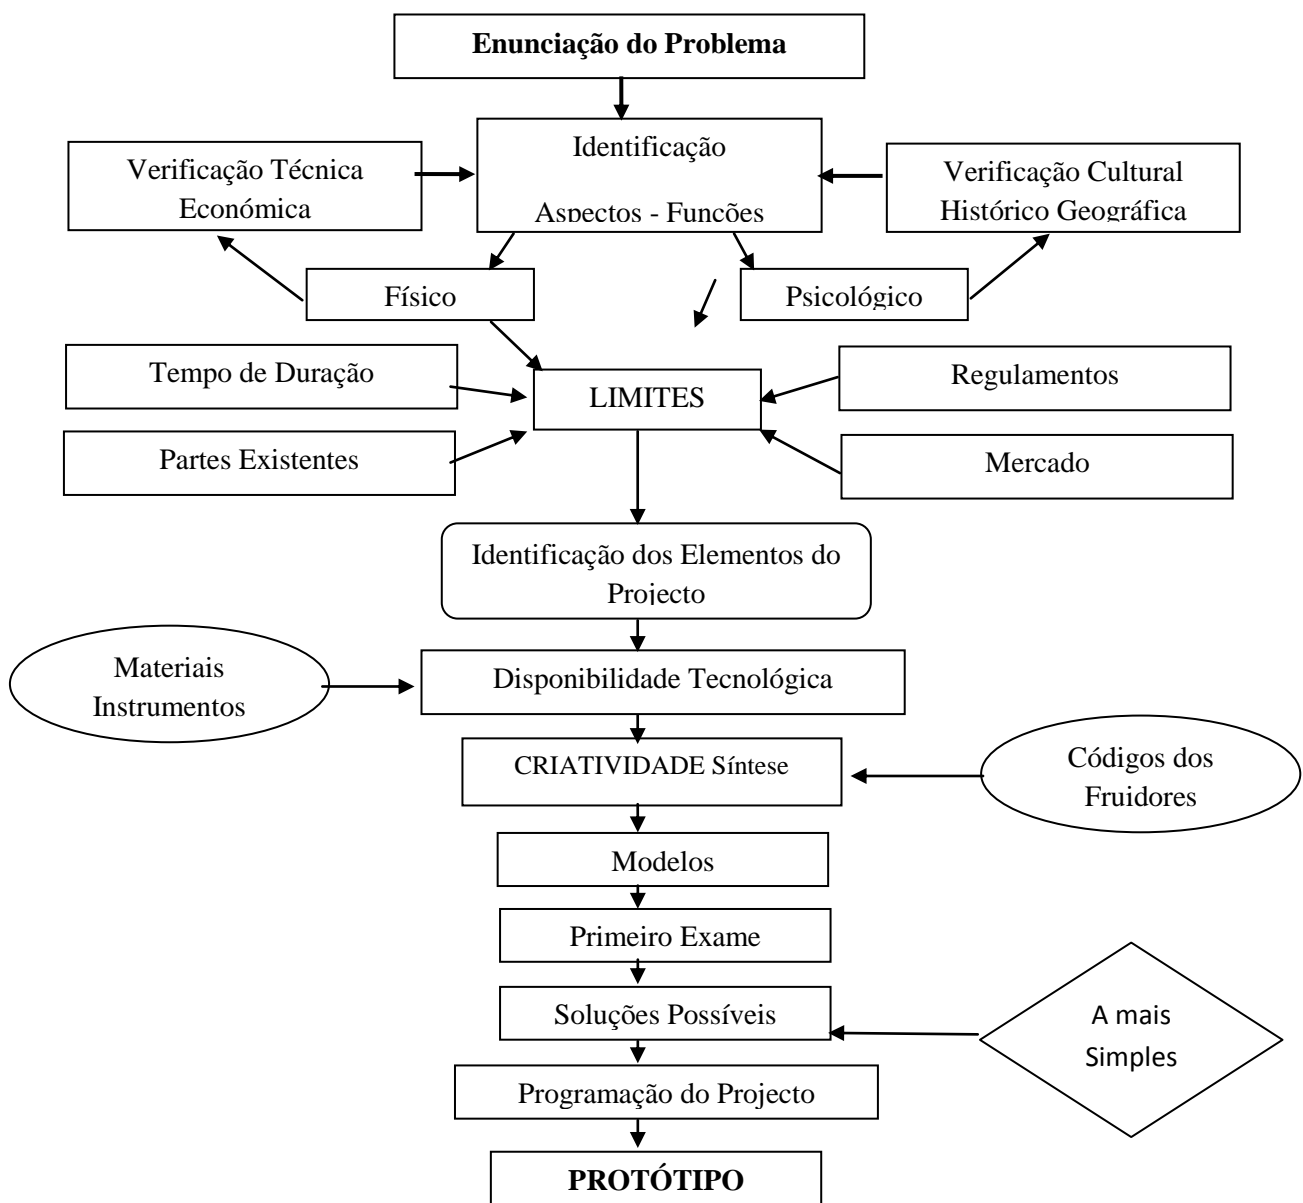 Enunciação do Problema
Identificação
Aspectos - Funções
Verificação Técnica
Económica
Verificação Cultural
Histórico Geográfica
Físico
Psicológico
Tempo de Duração
LIMITES
Regulamentos
Partes Existentes
Mercado
Identificação dos Elementos do
Projecto
Materiais
Instrumentos
Disponibilidade Tecnológica
CRIATIVIDADE Síntese
Códigos dos
Fruidores
Modelos
Primeiro Exame
Soluções Possíveis
A mais
Simples
Programação do Projecto
PROTÓTIPO